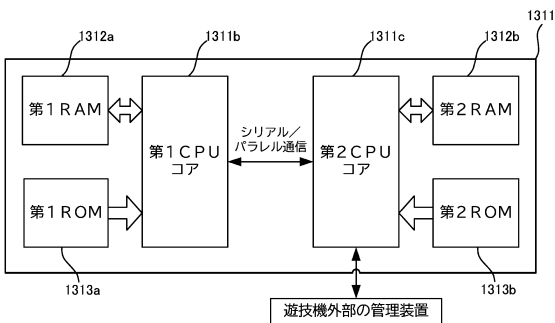 1312a
1311b
1311c
1312b
1311
第1RAM
第1CPU
コア
シリアル／
パラレル通信
第2CPU
コア
第2RAM
第1ROM
第2ROM
1313a
1313b
遊技機外部の管理装置